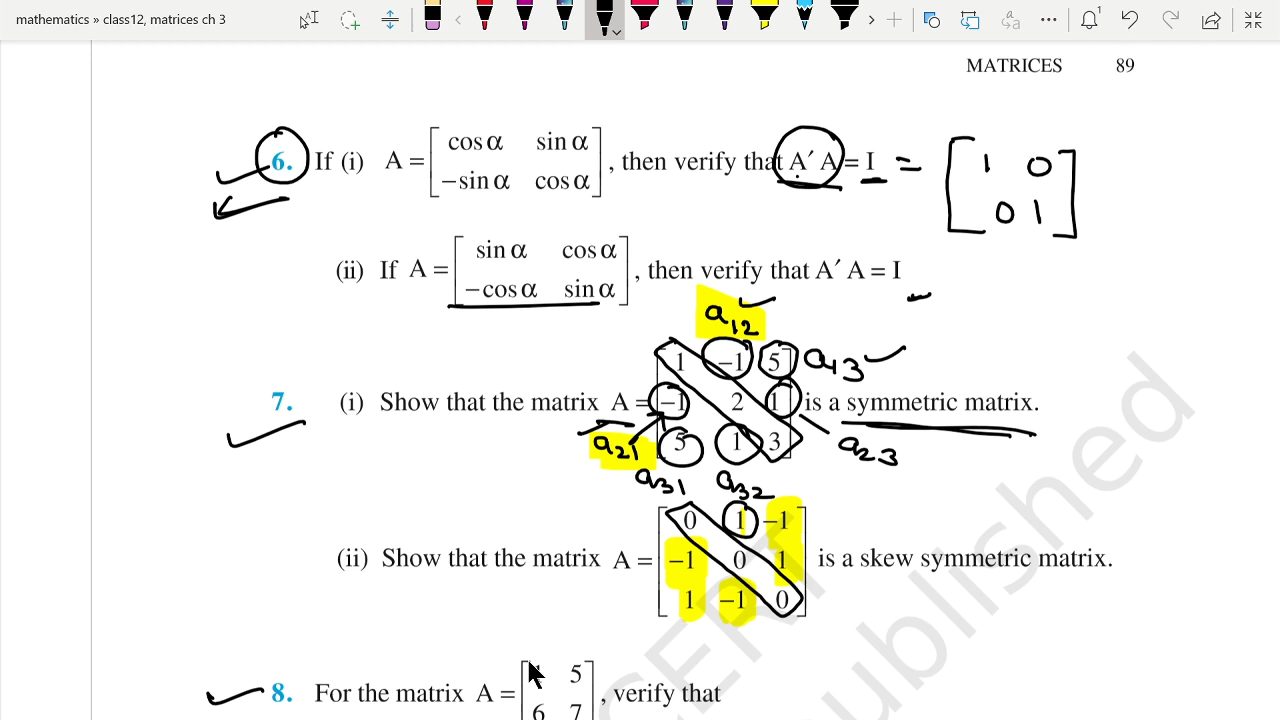 mathematics » class12, matrices ch 3
MATRICES 89
6. If (i) A = [cos α sin α
−sin α cos α], then verify that A′ A = I = [1 0
0 1]
(ii) If A = [sin α cos α
−cos α sin α], then verify that A′ A = I
a12
[1 −1 5] a13
7. (i) Show that the matrix A = [−1 2 1] is a symmetric matrix.
a21 [5 1 3] a23
a31 a32
[0 1 −1]
(ii) Show that the matrix A = [−1 0 1] is a skew symmetric matrix.
[1 −1 0]
5
8. For the matrix A = , verify that
6 7
CERT
published